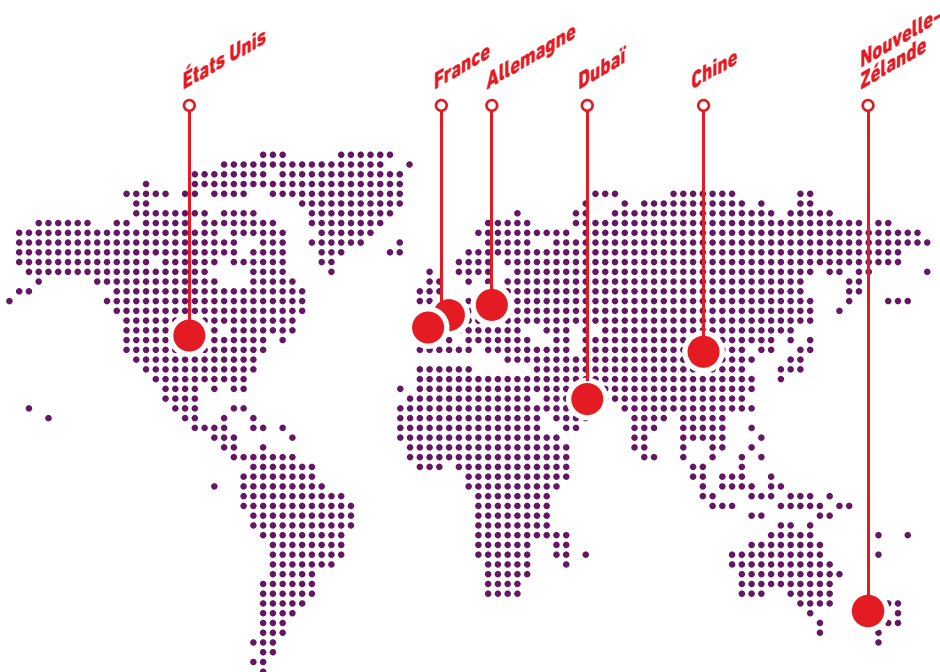 États Unis
France
Allemagne
Dubaï
Chine
Nouvelle-
Zélande